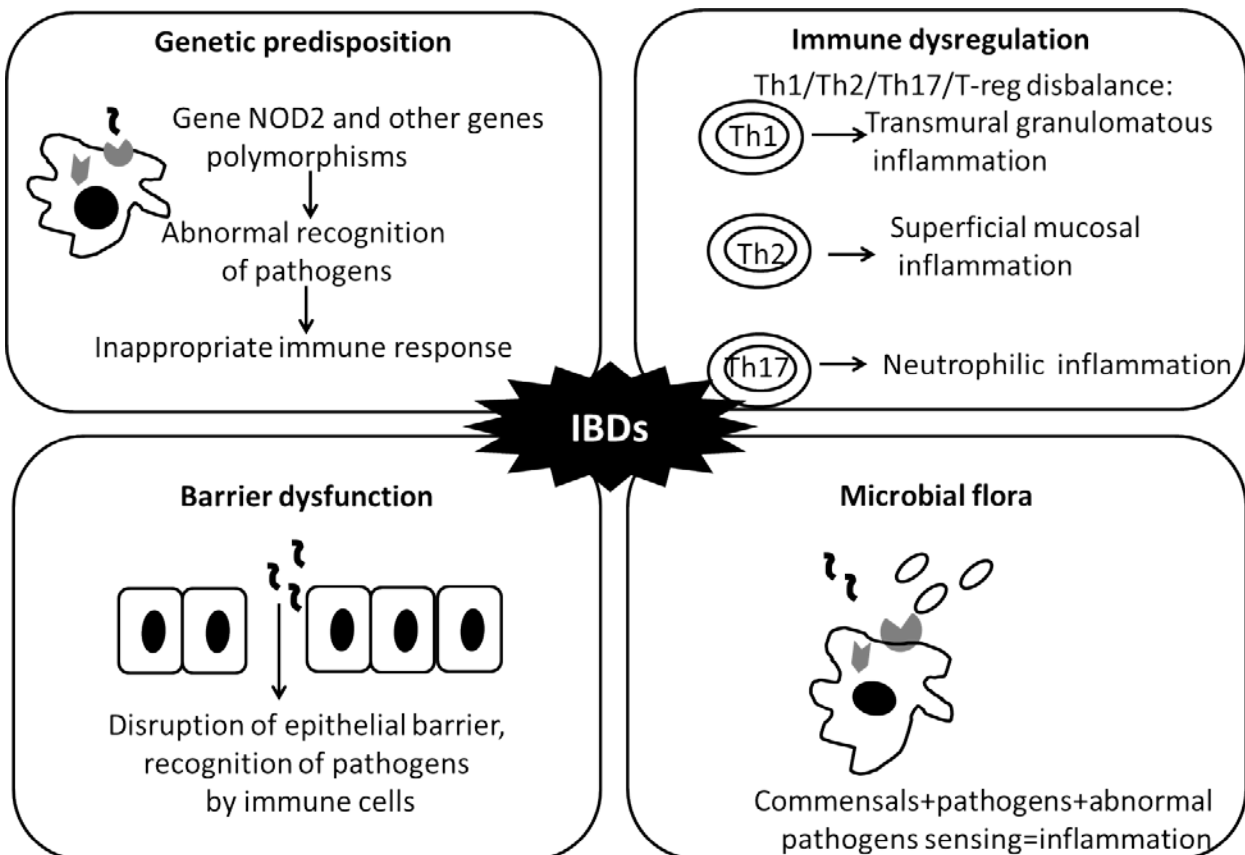 Genetic predisposition
Gene NOD2 and other genes
polymorphisms
Abnormal recognition
of pathogens
Inappropriate immune response
Immune dysregulation
Th1/Th2/Th17/T-reg disbalance:
Th1
Transmural granulomatous
inflammation
Th2
Superficial mucosal
inflammation
Th17
Neutrophilic inflammation
IBDs
Barrier dysfunction
Disruption of epithelial barrier,
recognition of pathogens
by immune cells
Microbial flora
Commensals+pathogens+abnormal
pathogens sensing=inflammation